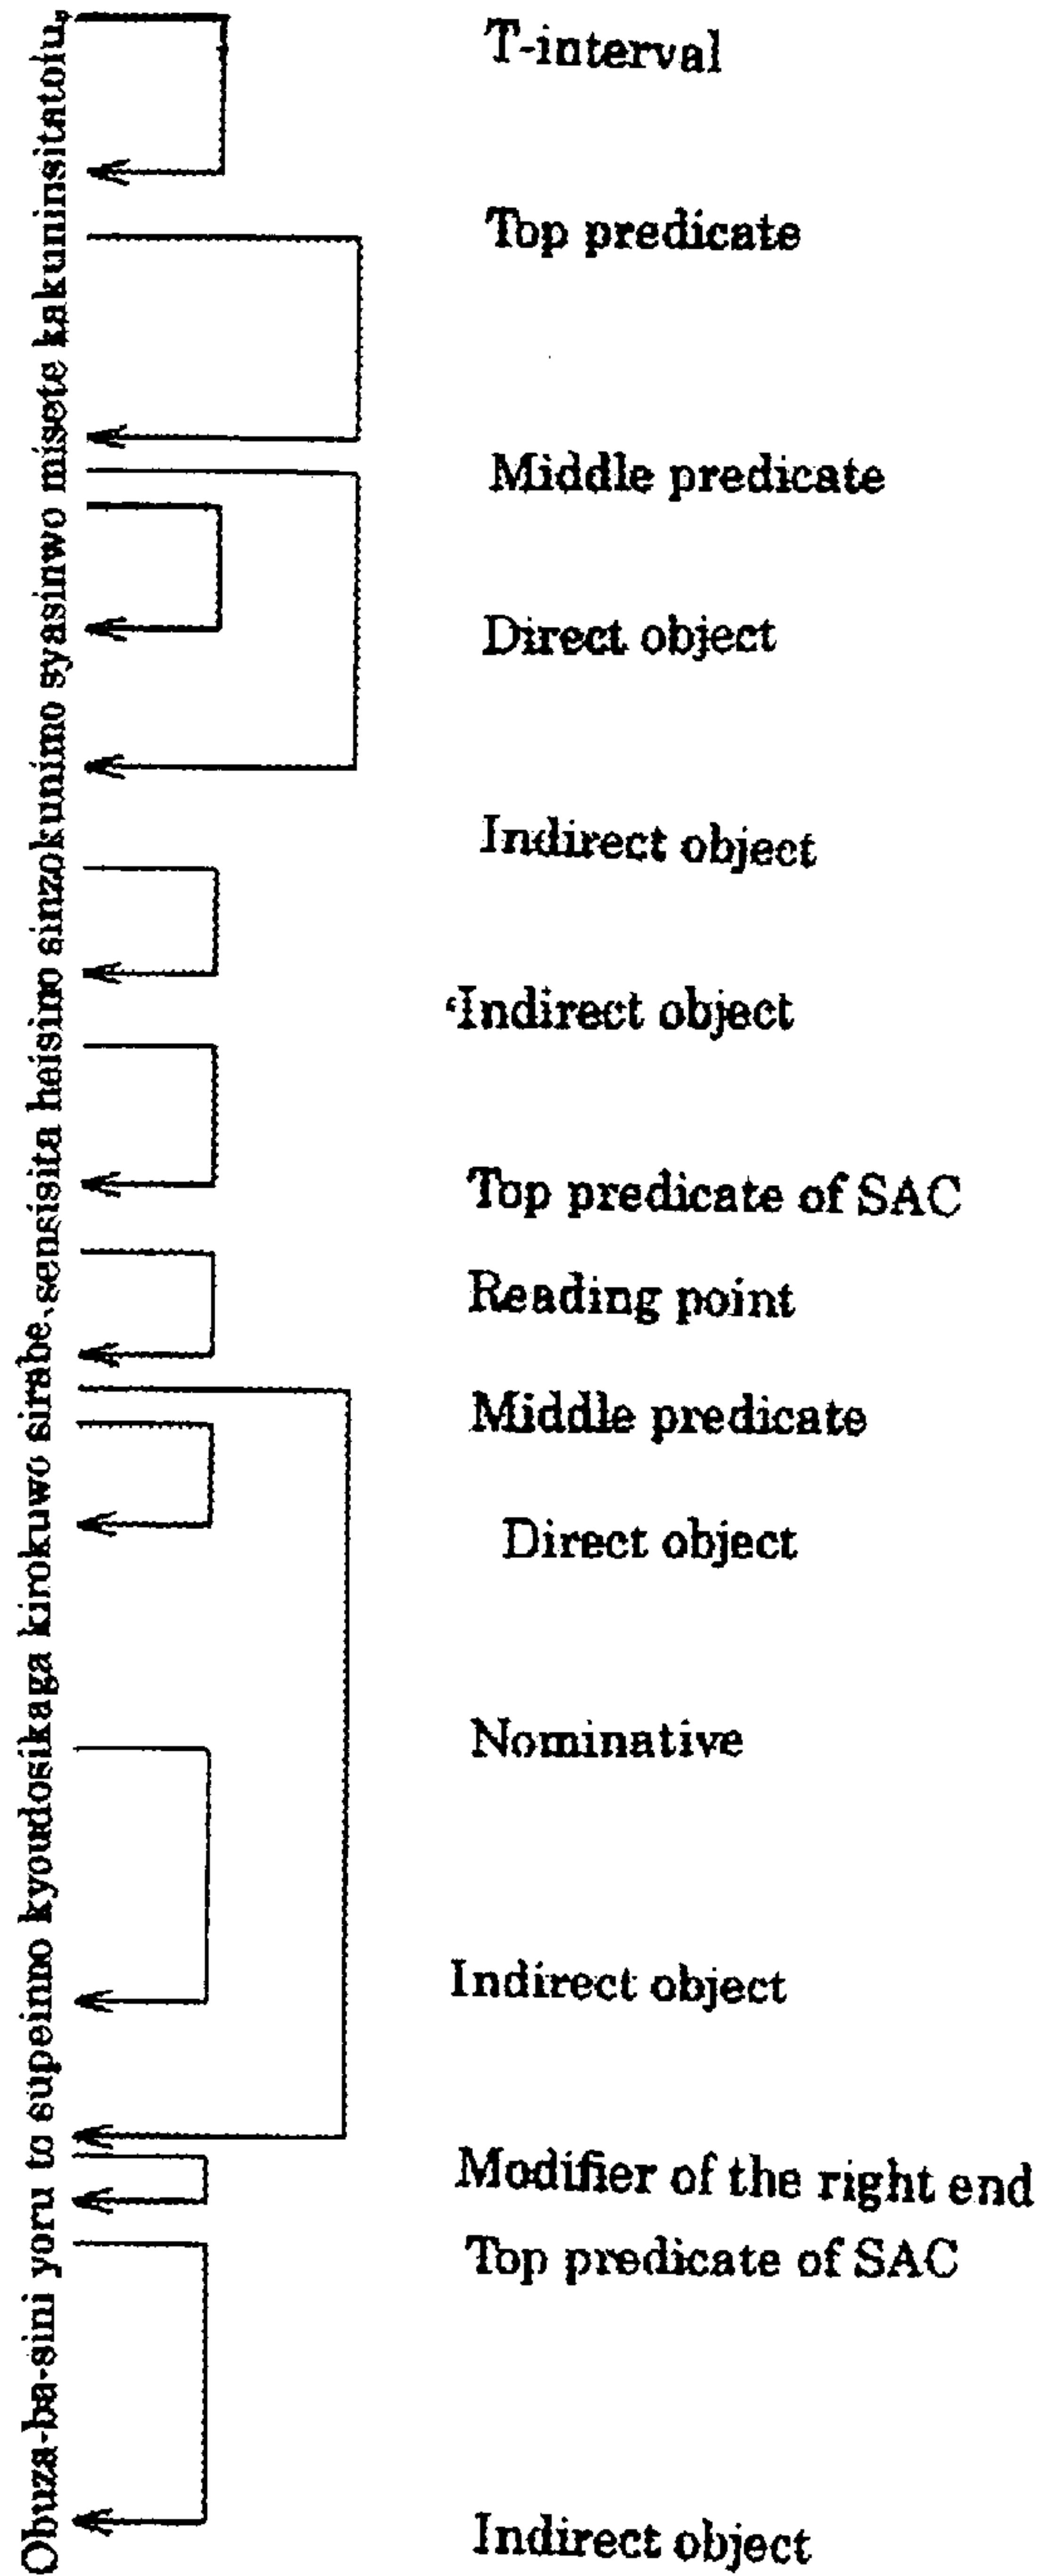 Obuza-ba-sini yoru to supeinno kyoudosikaga kirokuwo sirabe、sensisita heisino sinzokunimo syasinwo misete kakuninsitatoiu.
T-interval
Top predicate
Middle predicate
Direct object
Indirect object
Indirect object
Top predicate of SAC
Reading point
Middle predicate
Direct object
Nominative
Indirect object
Modifier of the right end
Top predicate of SAC
Indirect object